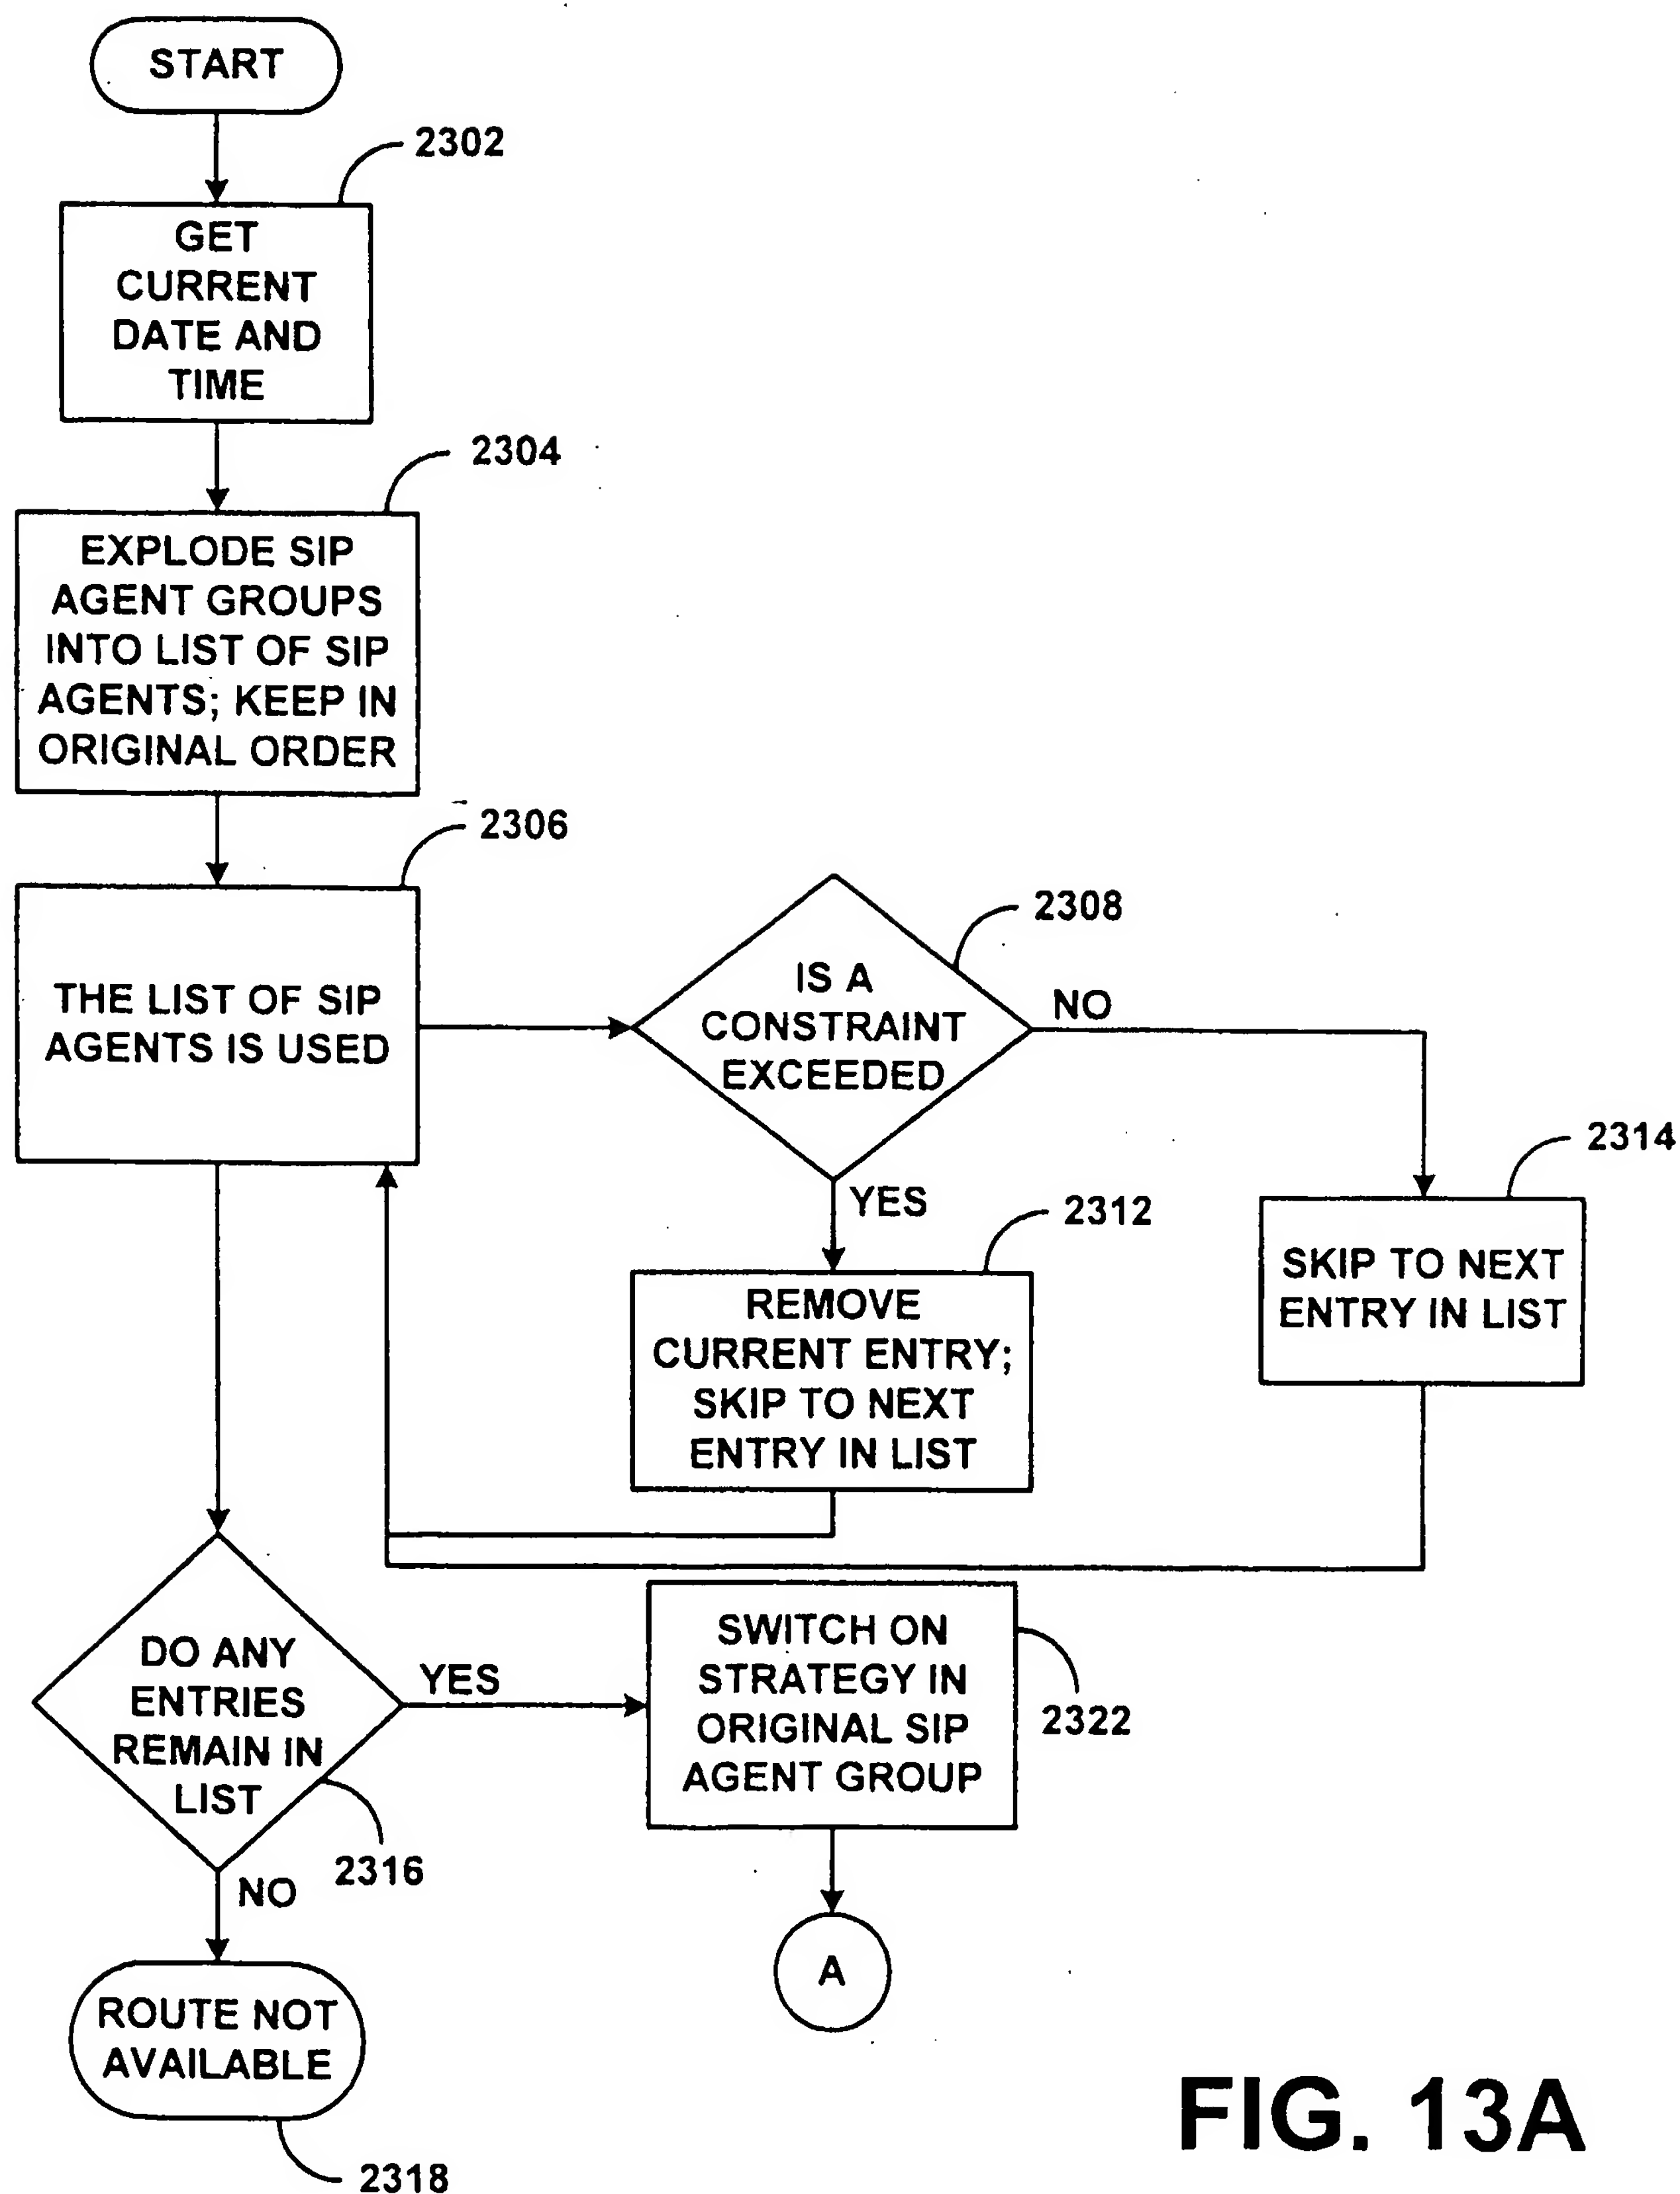 START
2302
GET
CURRENT
DATE AND
TIME
2304
EXPLODE SIP
AGENT GROUPS
INTO LIST OF SIP
AGENTS; KEEP IN
ORIGINAL ORDER
2306
THE LIST OF SIP
AGENTS IS USED
2308
IS A
CONSTRAINT
EXCEEDED
NO
YES
2312
REMOVE
CURRENT ENTRY;
SKIP TO NEXT
ENTRY IN LIST
2314
SKIP TO NEXT
ENTRY IN LIST
DO ANY
ENTRIES
REMAIN IN
LIST
2316
YES
NO
SWITCH ON
STRATEGY IN
ORIGINAL SIP
AGENT GROUP
2322
A
ROUTE NOT
AVAILABLE
2318
FIG. 13A